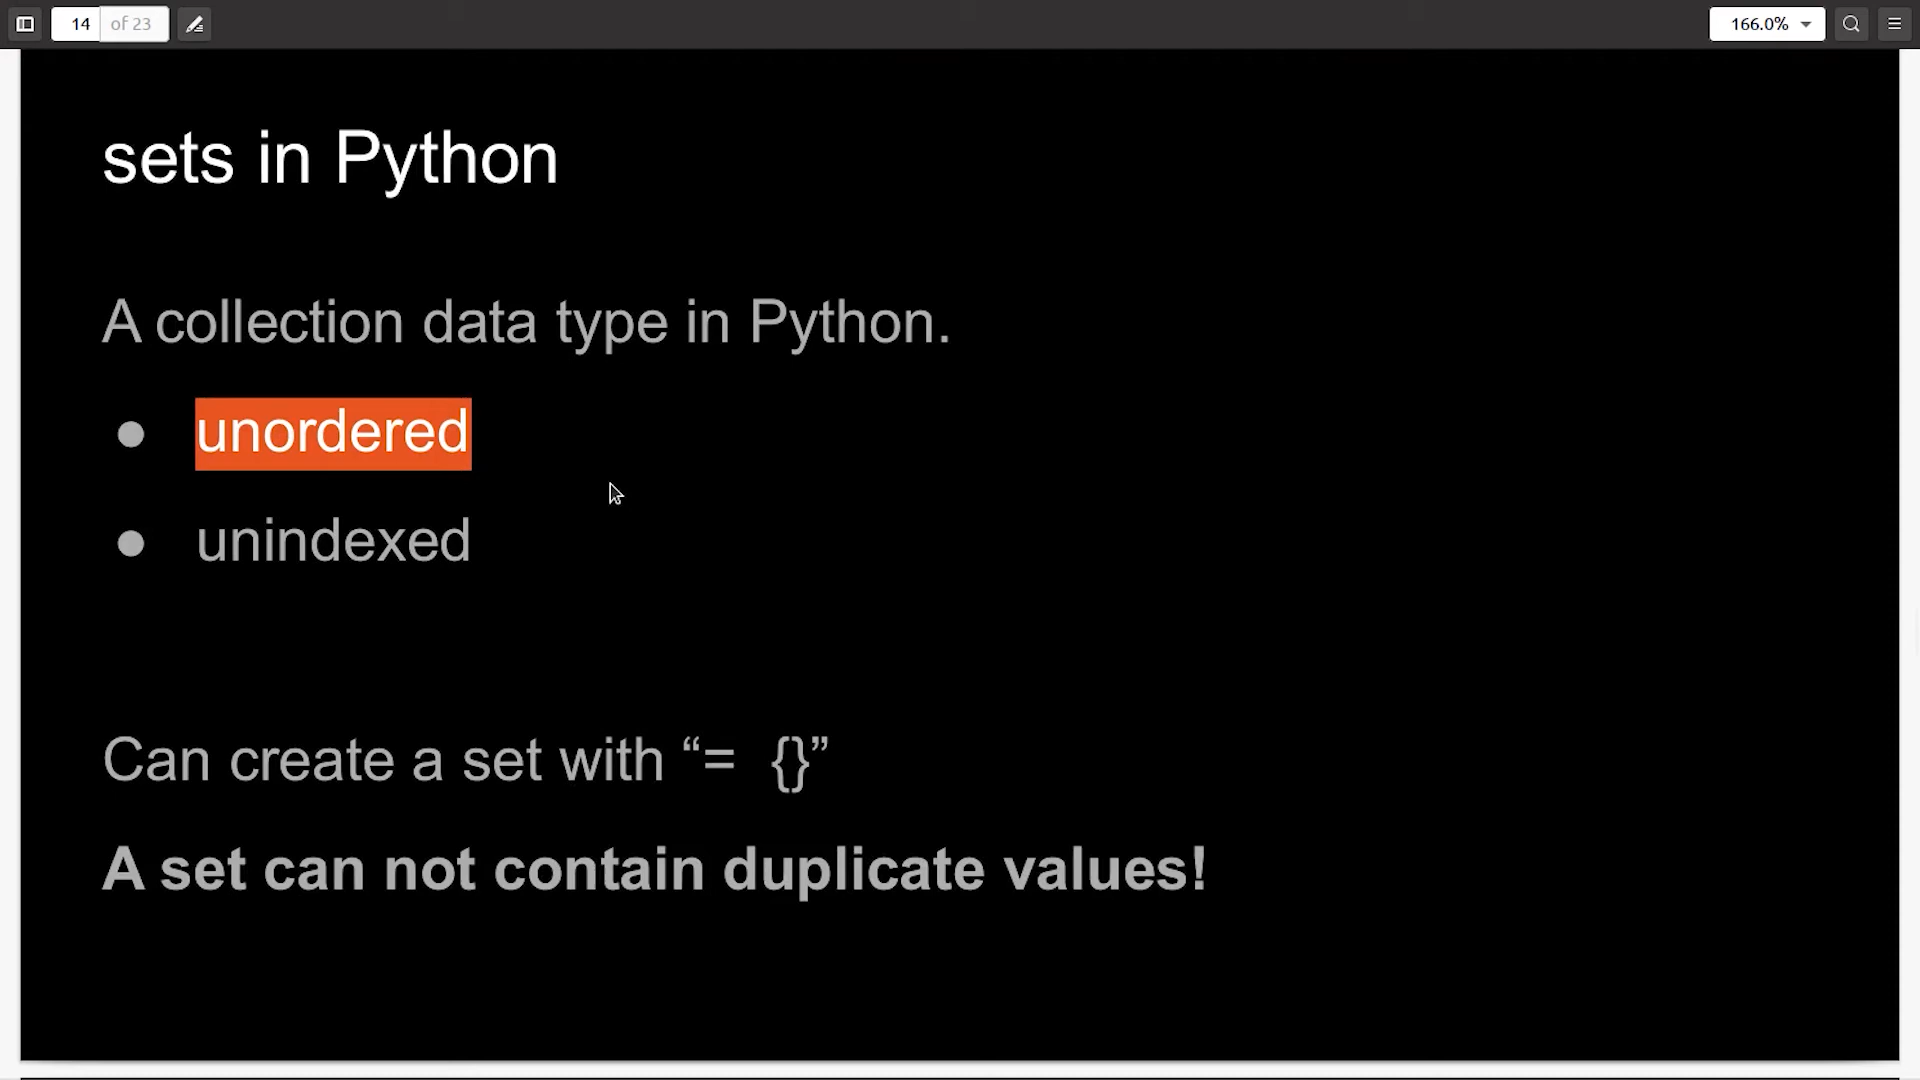 14 of 23
166.0%
sets in Python
A collection data type in Python.
● unordered
● unindexed
Can create a set with “=  {}”
A set can not contain duplicate values!